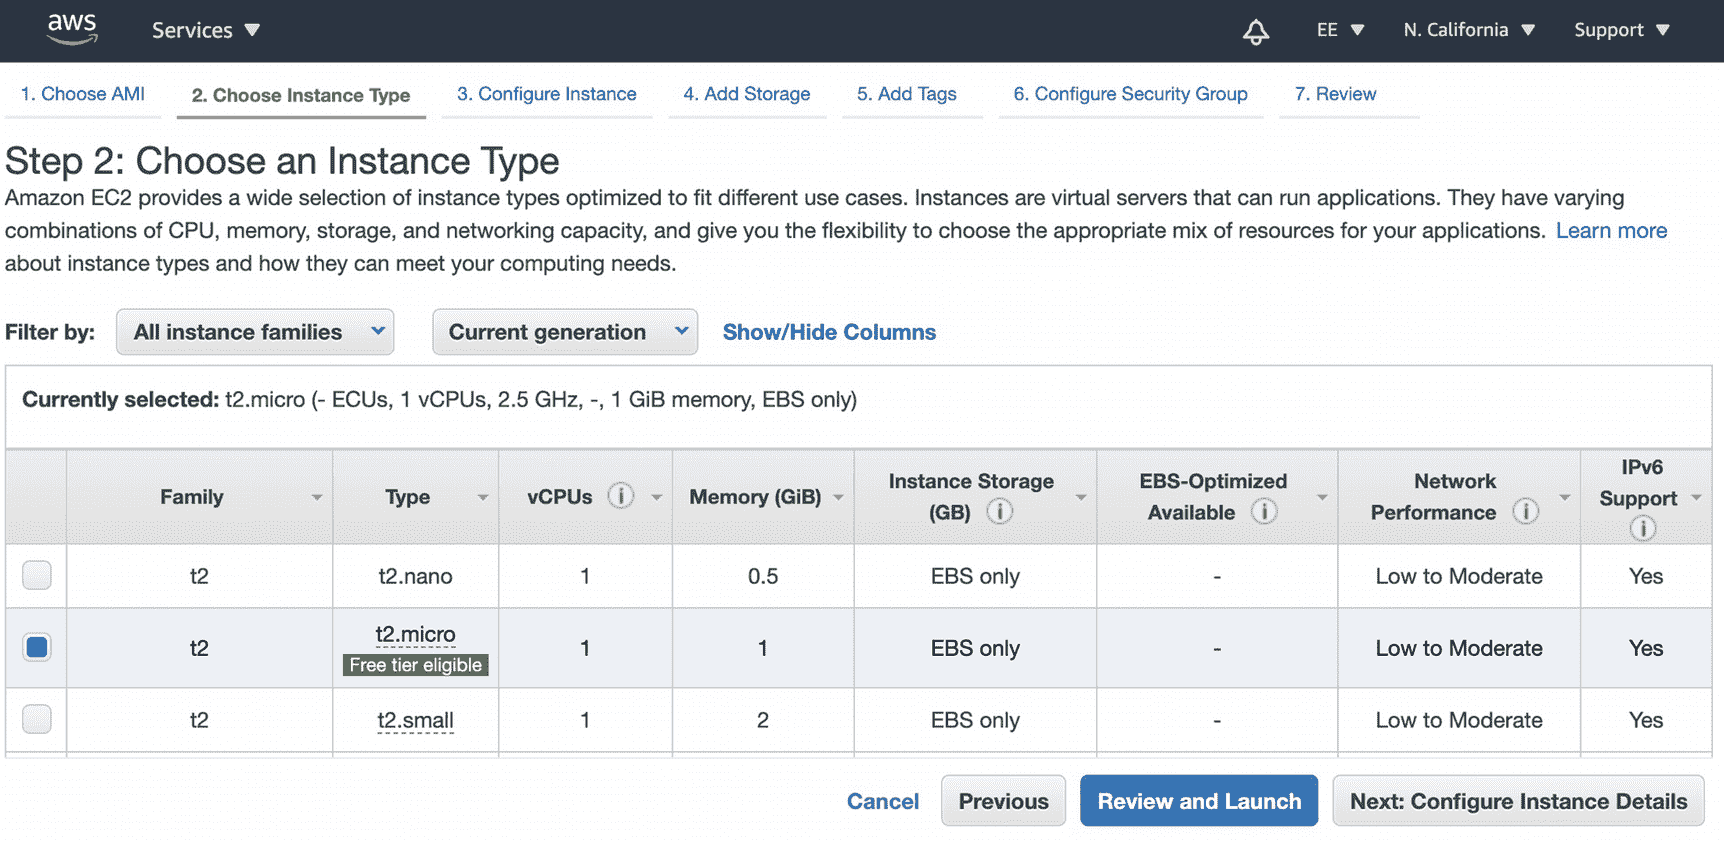 aws Services EE N. California Support
1. Choose AMI 2. Choose Instance Type 3. Configure Instance 4. Add Storage 5. Add Tags 6. Configure Security Group 7. Review
Step 2: Choose an Instance Type
Amazon EC2 provides a wide selection of instance types optimized to fit different use cases. Instances are virtual servers that can run applications. They have varying
combinations of CPU, memory, storage, and networking capacity, and give you the flexibility to choose the appropriate mix of resources for your applications. Learn more
about instance types and how they can meet your computing needs.
Filter by: All instance families Current generation Show/Hide Columns
Currently selected: t2.micro (- ECUs, 1 vCPUs, 2.5 GHz, -, 1 GiB memory, EBS only)
Family Type vCPUs i Memory (GiB) Instance Storage (GB) i EBS-Optimized Available i Network Performance i IPv6 Support i
t2 t2.nano 1 0.5 EBS only - Low to Moderate Yes
t2 t2.micro Free tier eligible 1 1 EBS only - Low to Moderate Yes
t2 t2.small 1 2 EBS only - Low to Moderate Yes
Cancel Previous Review and Launch Next: Configure Instance Details